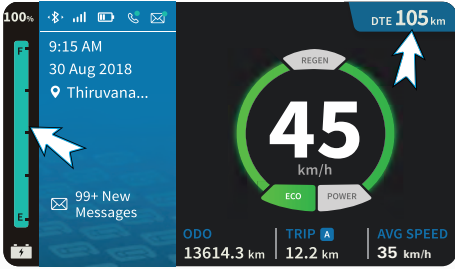 100%
F
E
9:15 AM
30 Aug 2018
Thiruvana...
99+ New
Messages
DTE 105 km
REGEN
45
km/h
ECO
POWER
ODO
13614.3 km
TRIP A
12.2 km
AVG SPEED
35 km/h